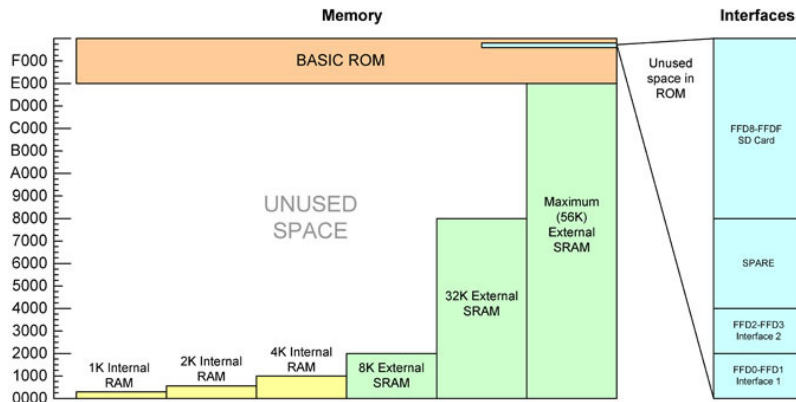 Memory
Interfaces
F000
E000
D000
C000
B000
A000
9000
8000
7000
6000
5000
4000
3000
2000
1000
0000
BASIC ROM
UNUSED
SPACE
1K Internal
RAM
2K Internal
RAM
4K Internal
RAM
8K External
SRAM
32K External
SRAM
Maximum
(56K)
External
SRAM
Unused
space in
ROM
FFD8-FFDF
SD Card
SPARE
FFD2-FFD3
Interface 2
FFD0-FFD1
Interface 1